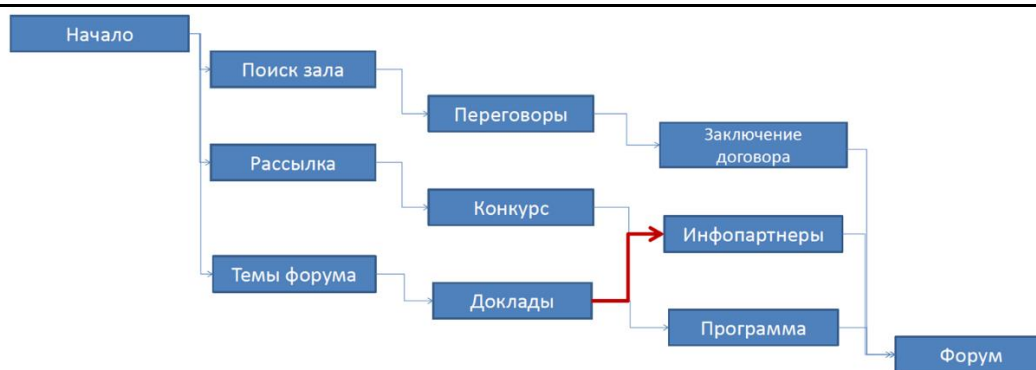 Начало
Поиск зала
Переговоры
Заключение
договора
Рассылка
Конкурс
Инфопартнеры
Темы форума
Доклады
Программа
Форум